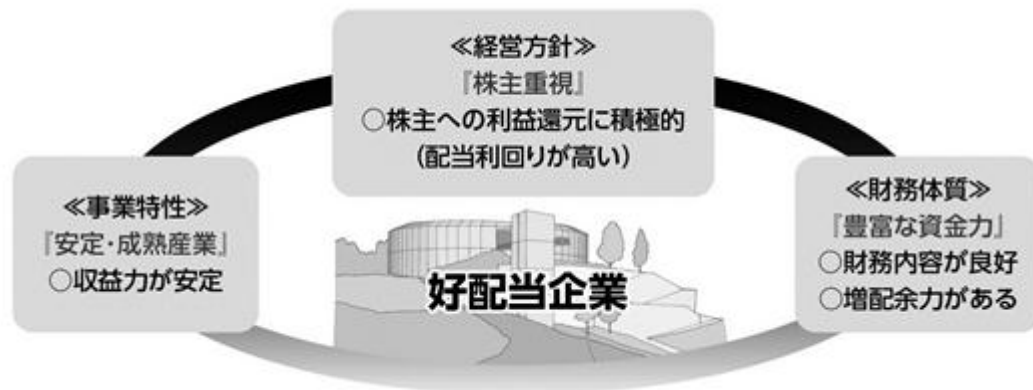 ≪経営方針≫
『株主重視』
○株主への利益還元に積極的
(配当利回りが高い)
≪事業特性≫
『安定・成熟産業』
○収益力が安定
≪財務体質≫
『豊富な資金力』
○財務内容が良好
○増配余力がある
好配当企業